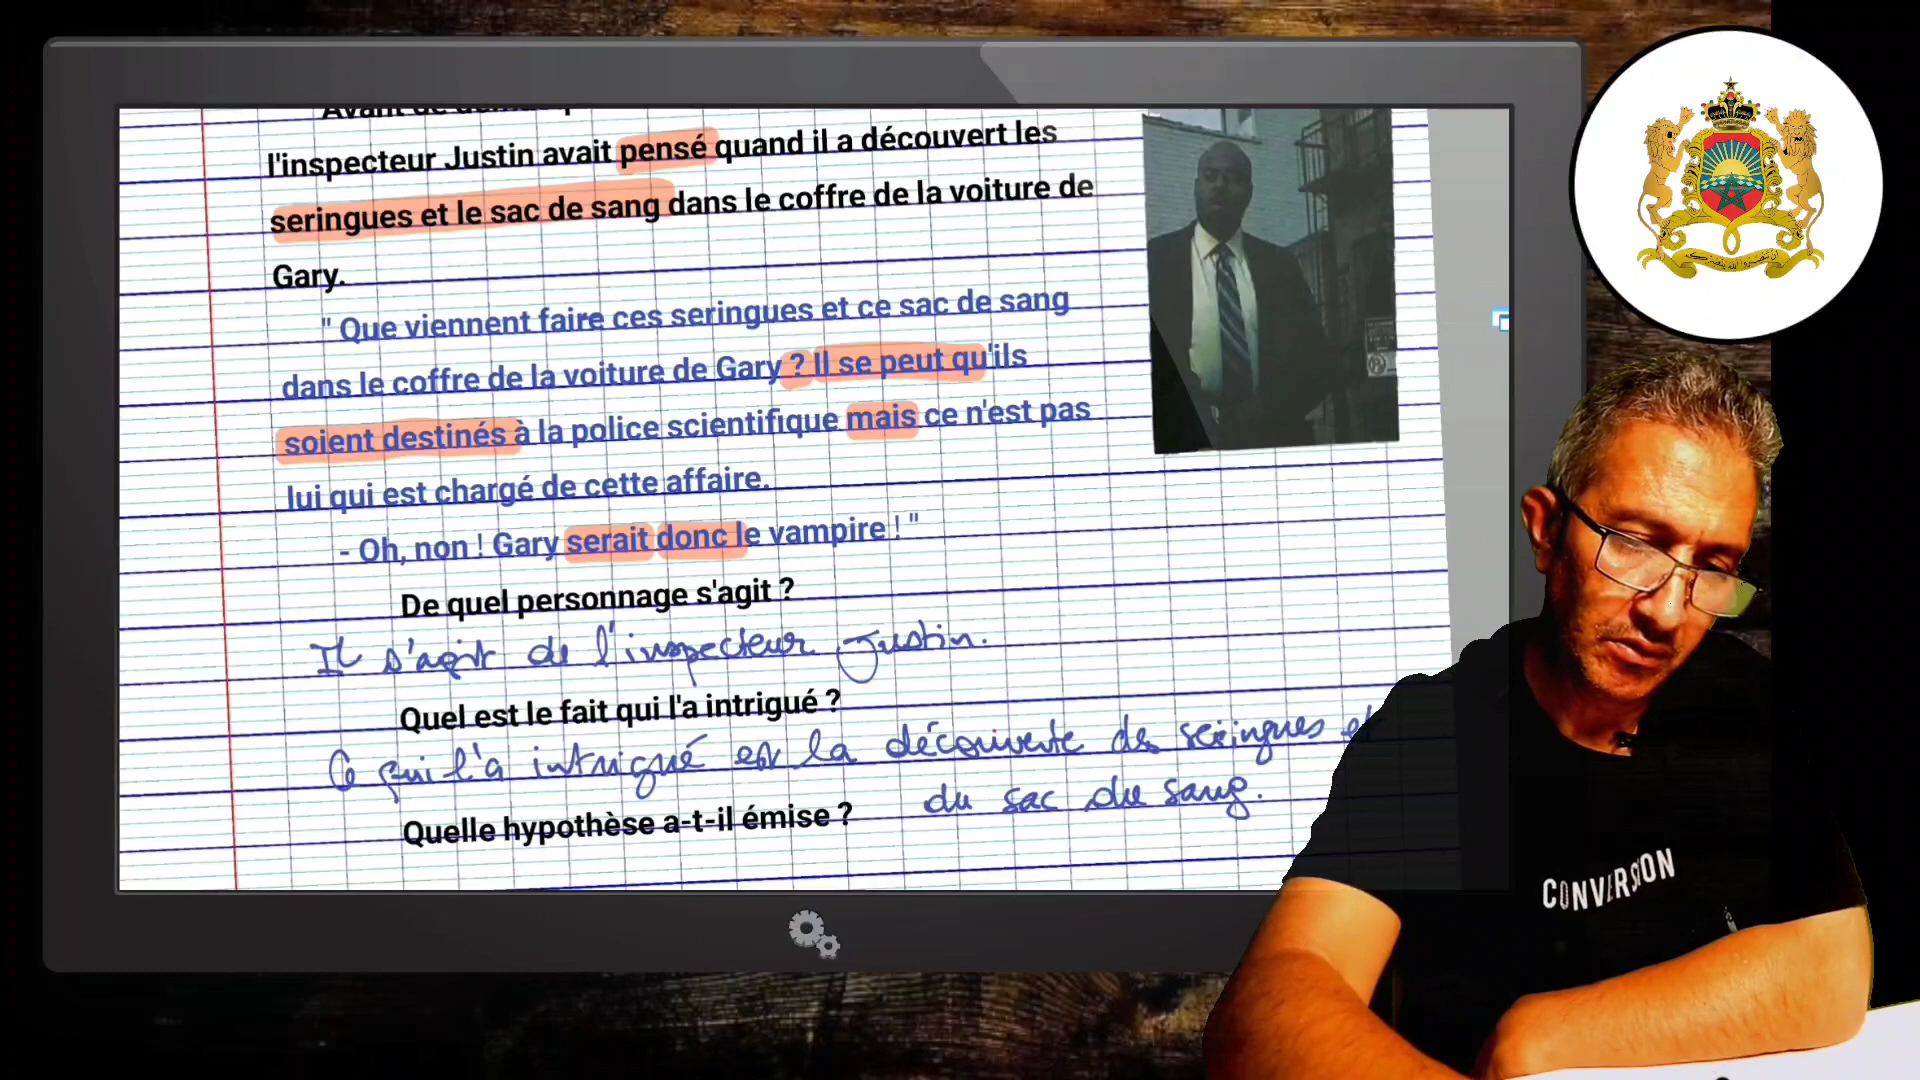 Avant de
l'inspecteur Justin avait pensé quand il a découvert les
seringues et le sac de sang dans le coffre de la voiture de
Gary.
" Que viennent faire ces seringues et ce sac de sang
dans le coffre de la voiture de Gary ? Il se peut qu'ils
soient destinés à la police scientifique mais ce n'est pas
lui qui est chargé de cette affaire.
- Oh, non ! Gary serait donc le vampire ! "
De quel personnage s'agit ?
Il s'agit de l'inspecteur Justin.
Quel est le fait qui l'a intrigué ?
Ce qui l'a intrigué est la découverte des seringues et
du sac du sang.
Quelle hypothèse a-t-il émise ?
CONVERSION